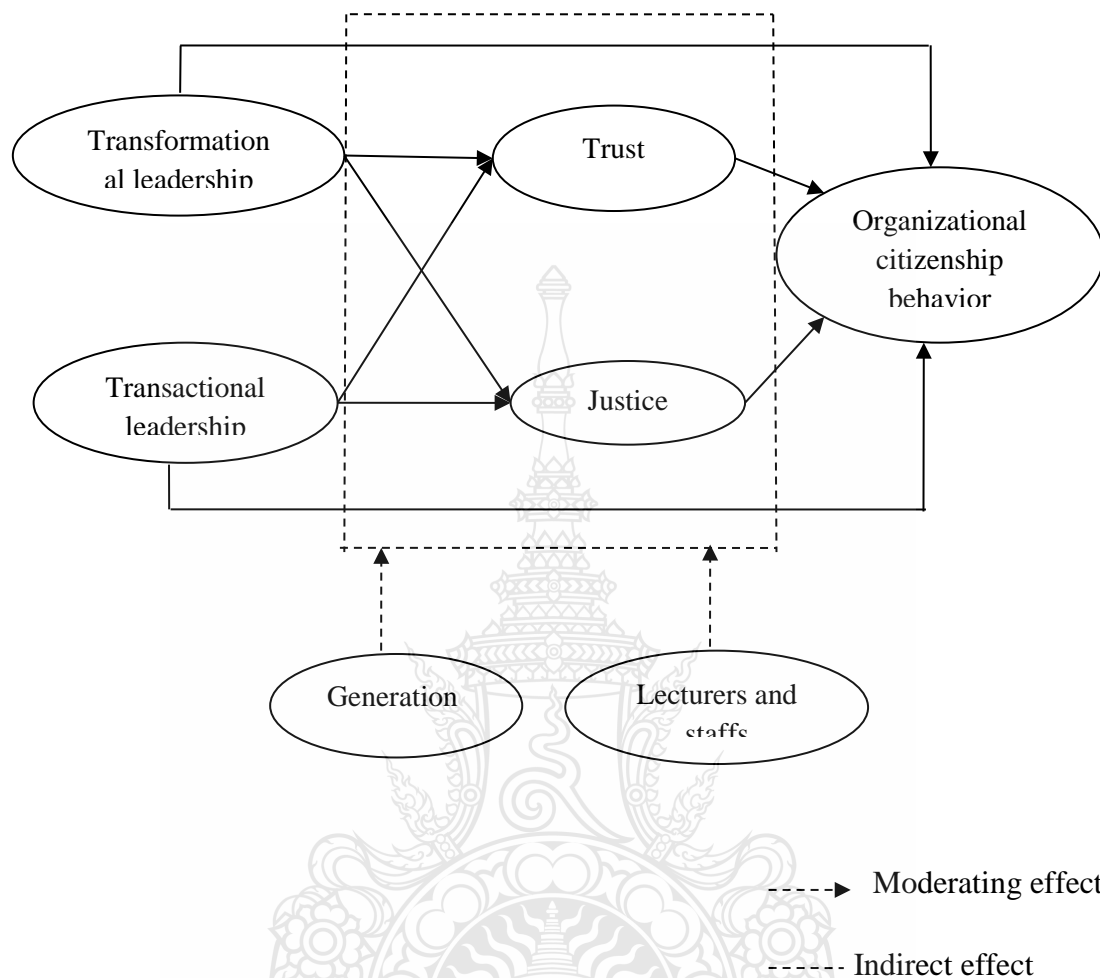 Transformation
al leadership
Trust
Organizational
citizenship
behavior
Transactional
leadership
Justice
Generation
Lecturers and
staffs
Moderating effect
Indirect effect